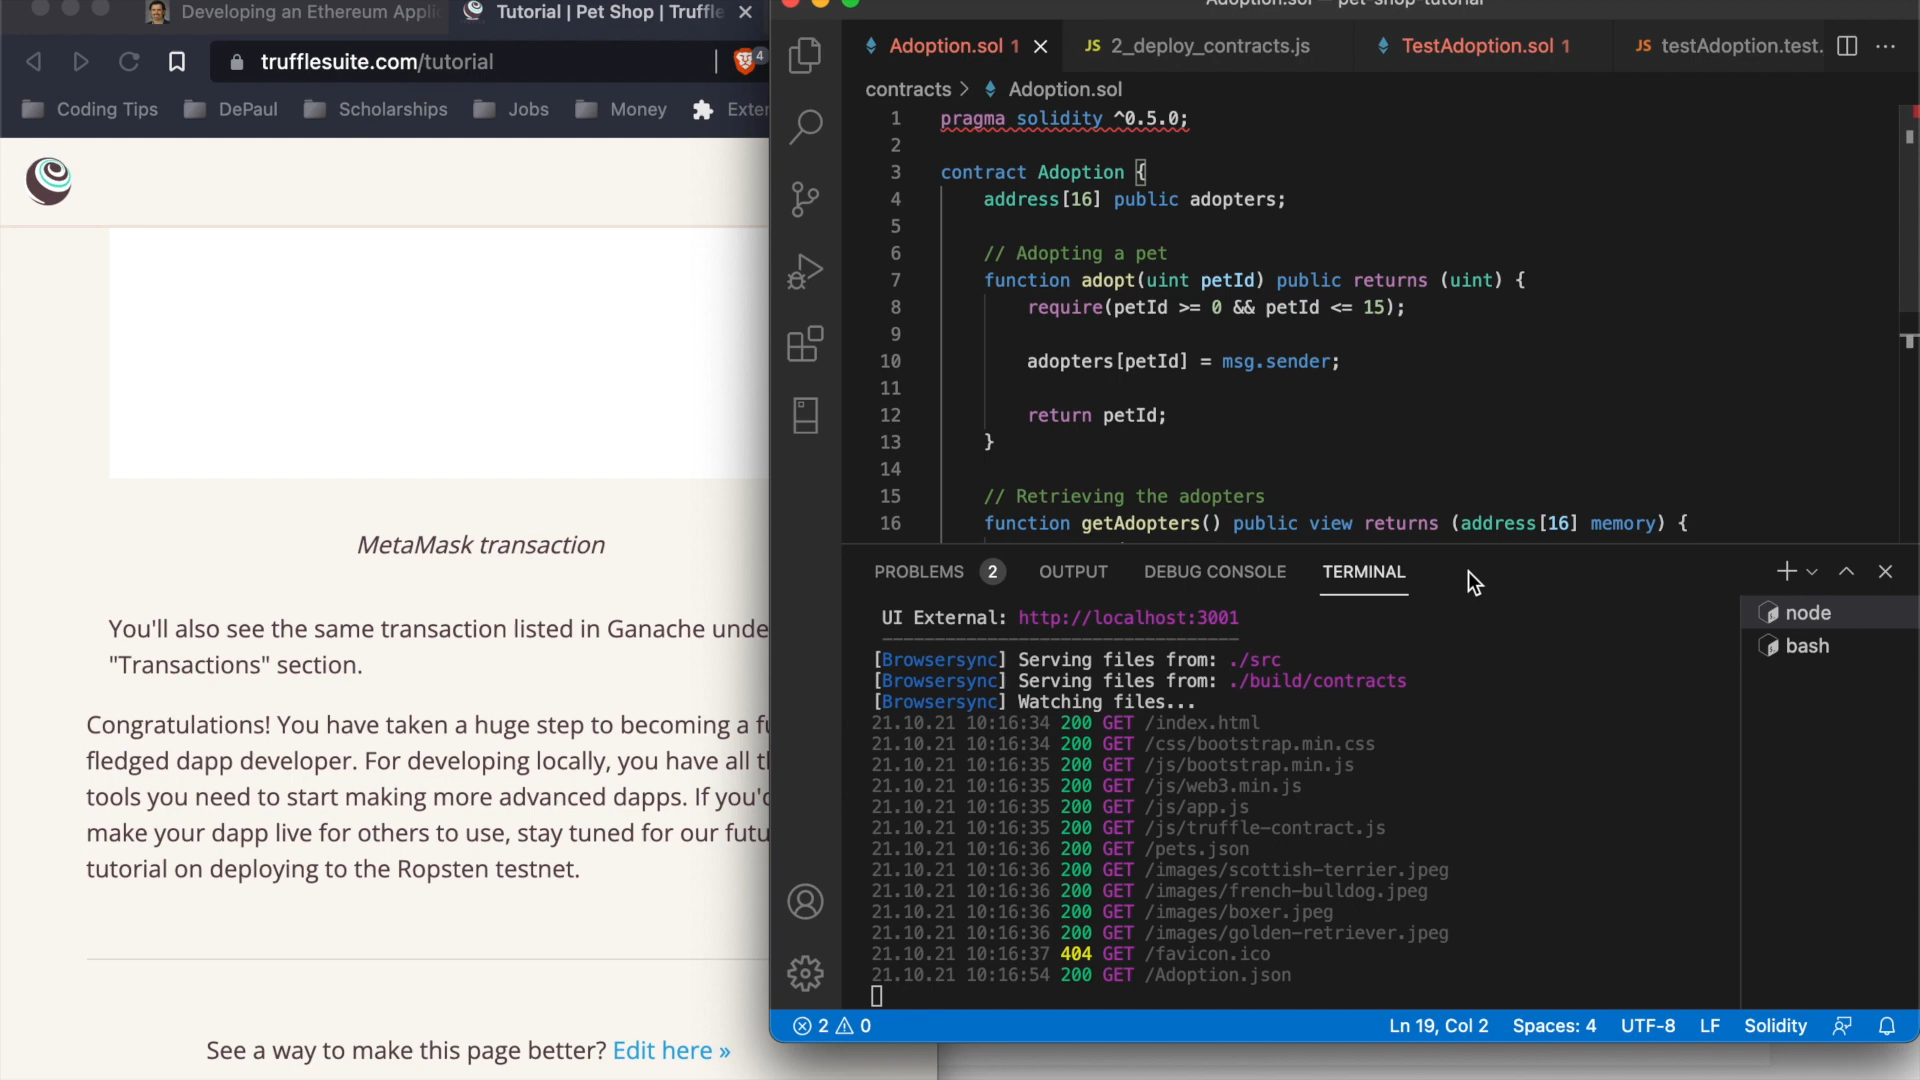 Developing an Ethereum Applic
Tutorial | Pet Shop | Truffle
trufflesuite.com/tutorial
4
Coding Tips
DePaul
Scholarships
Jobs
Money
MetaMask transaction
You'll also see the same transaction listed in Ganache unde
"Transactions" section.
Congratulations! You have taken a huge step to becoming a fu
fledged dapp developer. For developing locally, you have all
tools you need to start making more advanced dapps. If you'
make your dapp live for others to use, stay tuned for our futu
tutorial on deploying to the Ropsten testnet.
See a way to make this page better? Edit here »
Adoption.sol — pet-shop-tutorial
Adoption.sol 1
JS 2_deploy_contracts.js
TestAdoption.sol 1
JS testAdoption.test.
contracts > Adoption.sol
1 pragma solidity ^0.5.0;
2
3 contract Adoption {
4 address[16] public adopters;
5
6 // Adopting a pet
7 function adopt(uint petId) public returns (uint) {
8 require(petId >= 0 && petId <= 15);
9
10 adopters[petId] = msg.sender;
11
12 return petId;
13 }
14
15 // Retrieving the adopters
16 function getAdopters() public view returns (address[16] memory) {
PROBLEMS 2 OUTPUT DEBUG CONSOLE TERMINAL
UI External: http://localhost:3001
[Browsersync] Serving files from: ./src
[Browsersync] Serving files from: ./build/contracts
[Browsersync] Watching files...
21.10.21 10:16:34 200 GET /index.html
21.10.21 10:16:34 200 GET /css/bootstrap.min.css
21.10.21 10:16:35 200 GET /js/bootstrap.min.js
21.10.21 10:16:35 200 GET /js/web3.min.js
21.10.21 10:16:35 200 GET /js/app.js
21.10.21 10:16:35 200 GET /js/truffle-contract.js
21.10.21 10:16:36 200 GET /pets.json
21.10.21 10:16:36 200 GET /images/scottish-terrier.jpeg
21.10.21 10:16:36 200 GET /images/french-bulldog.jpeg
21.10.21 10:16:36 200 GET /images/boxer.jpeg
21.10.21 10:16:36 200 GET /images/golden-retriever.jpeg
21.10.21 10:16:37 404 GET /favicon.ico
21.10.21 10:16:54 200 GET /Adoption.json
node
bash
2 0
Ln 19, Col 2 Spaces: 4 UTF-8 LF Solidity